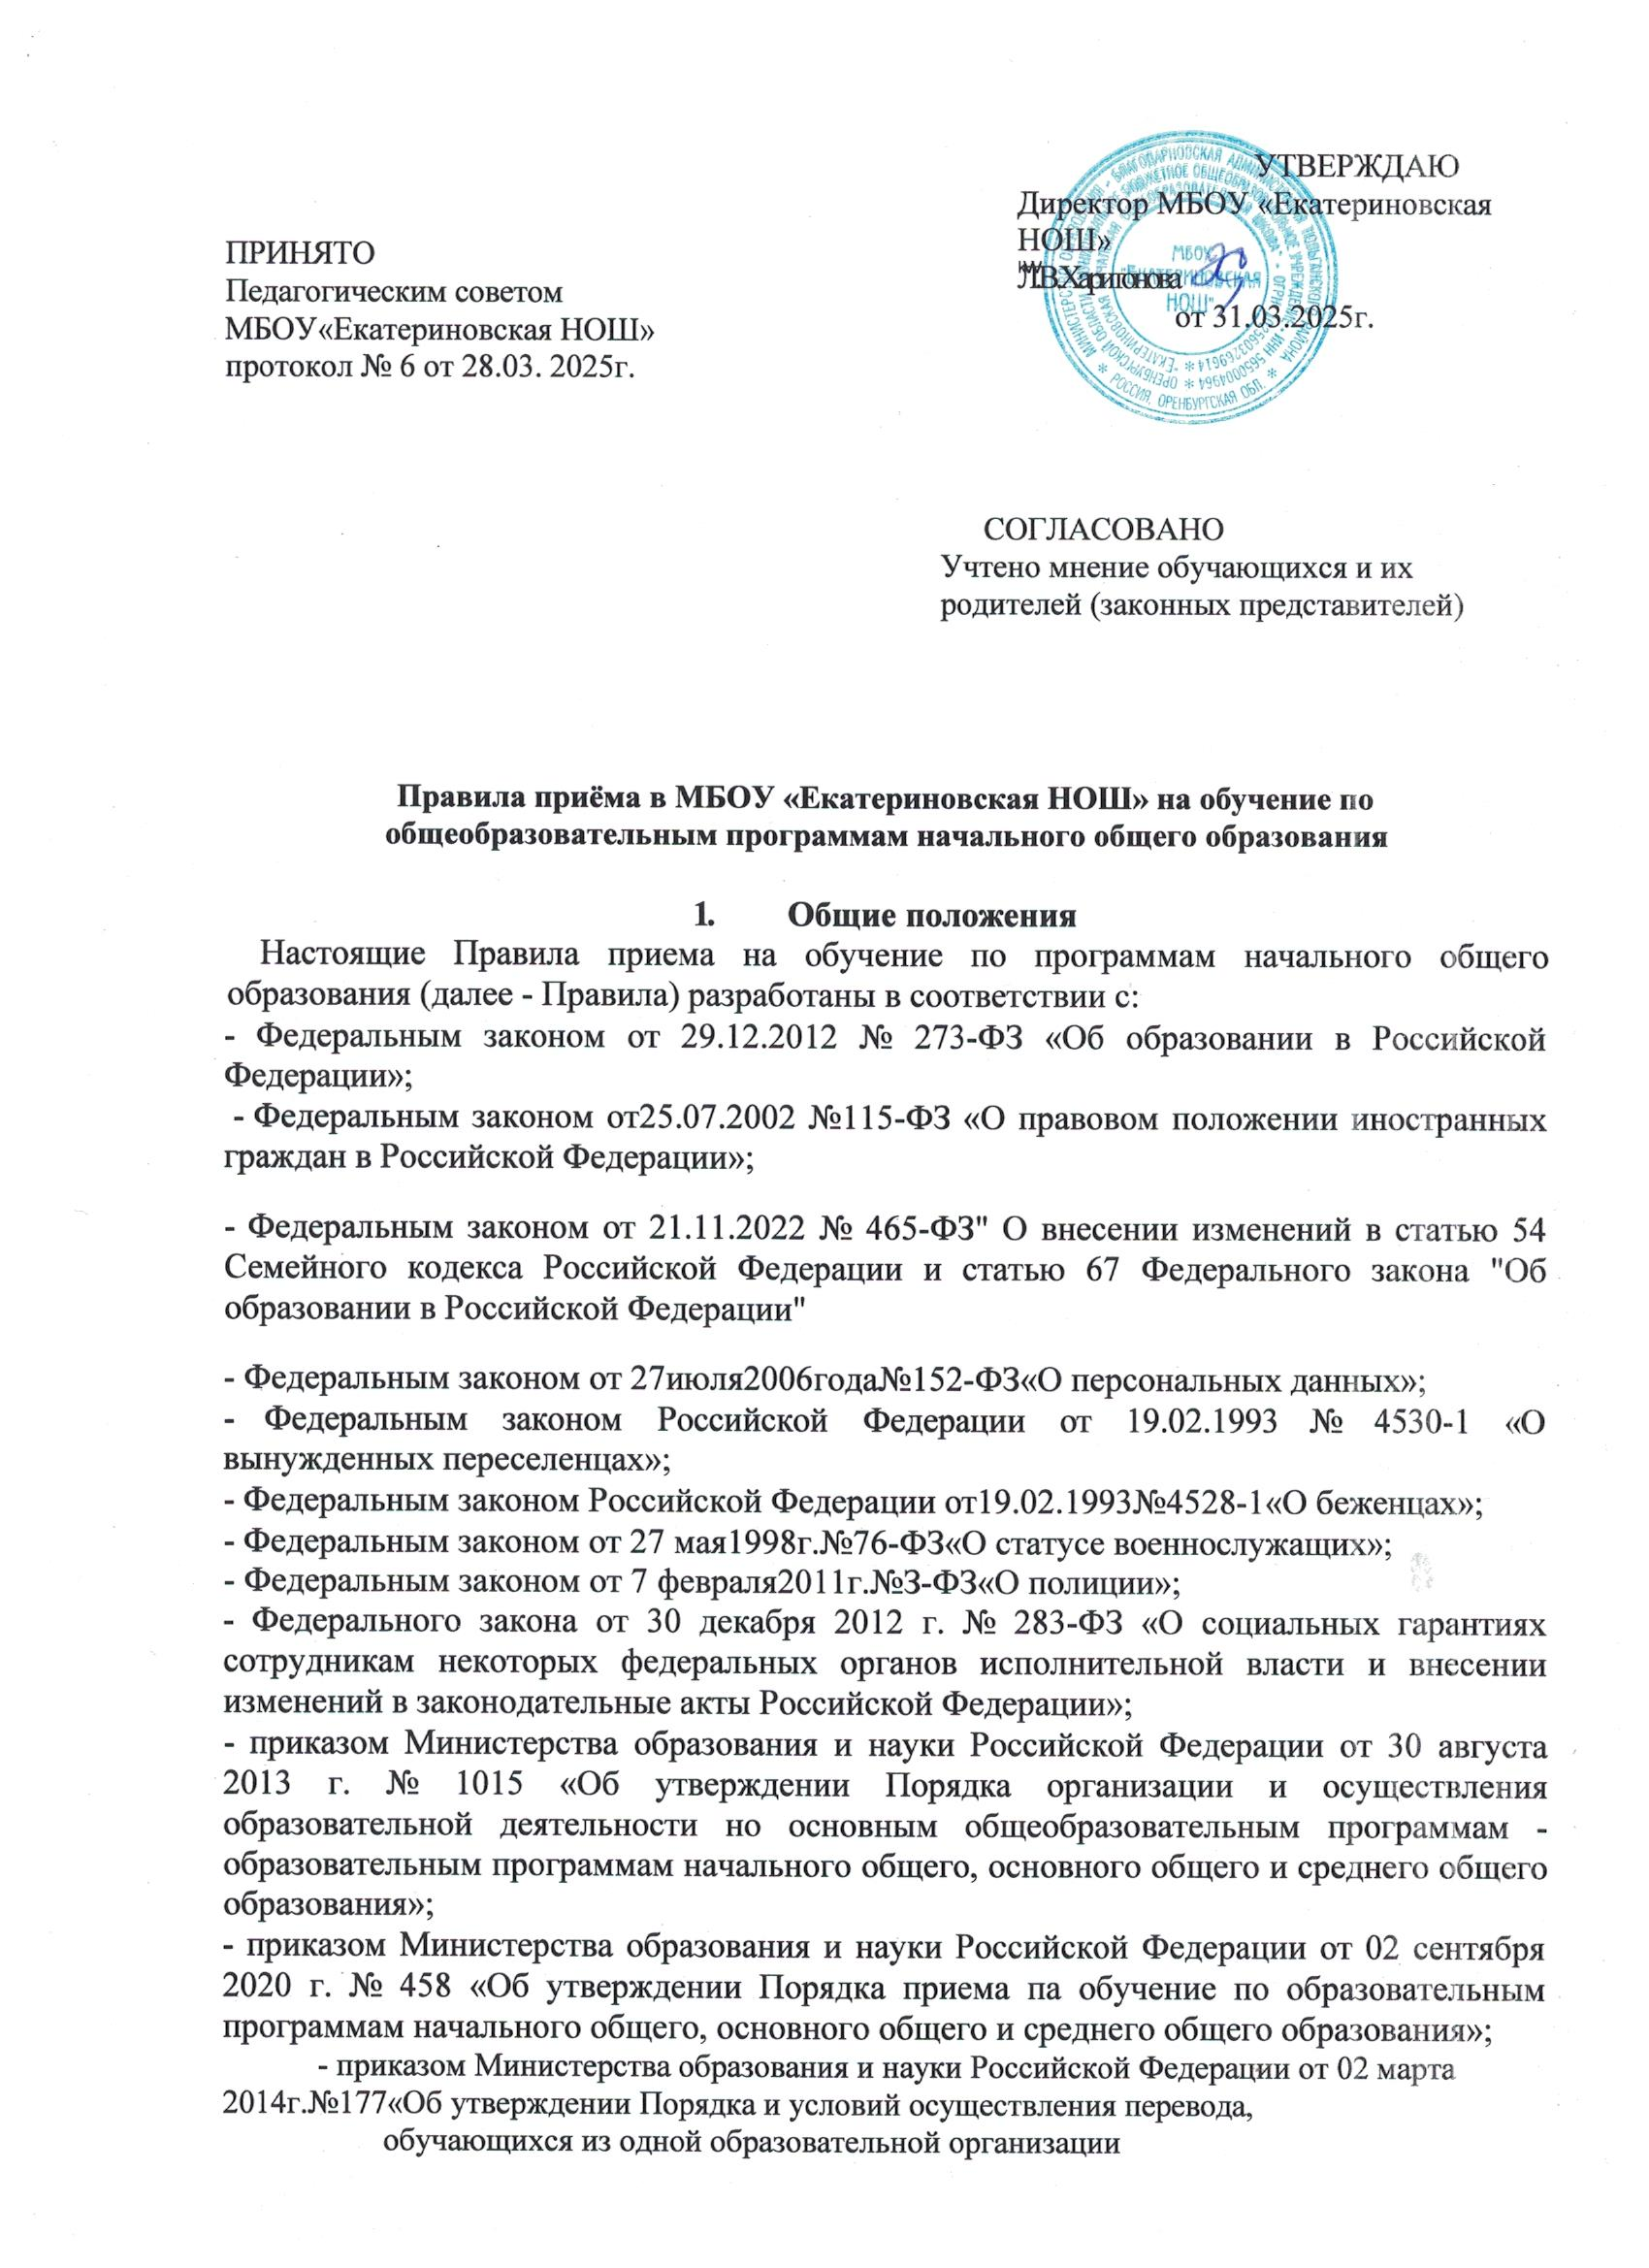 УТВЕРЖДАЮ
Директор МБОУ «Екатериновская
НОШ»
Л.В.Харитонова
от 31.03.2025г.
ПРИНЯТО
Педагогическим советом
МБОУ«Екатериновская НОШ»
протокол № 6 от 28.03. 2025г.
МБОУ
"ЕКАТЕРИНОВСКАЯ
НОШ"
РОССИЯ, ОРЕНБУРГСКАЯ ОБЛ.
СОГЛАСОВАНО
Учтено мнение обучающихся и их
родителей (законных представителей)
Правила приёма в МБОУ «Екатериновская НОШ» на обучение по
общеобразовательным программам начального общего образования
1. Общие положения
Настоящие Правила приема на обучение по программам начального общего
образования (далее - Правила) разработаны в соответствии с:
- Федеральным законом от 29.12.2012 № 273-ФЗ «Об образовании в Российской
Федерации»;
- Федеральным законом от25.07.2002 №115-ФЗ «О правовом положении иностранных
граждан в Российской Федерации»;
- Федеральным законом от 21.11.2022 № 465-ФЗ" О внесении изменений в статью 54
Семейного кодекса Российской Федерации и статью 67 Федерального закона "Об
образовании в Российской Федерации"
- Федеральным законом от 27июля2006года№152-ФЗ«О персональных данных»;
- Федеральным законом Российской Федерации от 19.02.1993 № 4530-1 «О
вынужденных переселенцах»;
- Федеральным законом Российской Федерации от19.02.1993№4528-1«О беженцах»;
- Федеральным законом от 27 мая1998г.№76-ФЗ«О статусе военнослужащих»;
- Федеральным законом от 7 февраля2011г.№З-ФЗ«О полиции»;
- Федерального закона от 30 декабря 2012 г. № 283-ФЗ «О социальных гарантиях
сотрудникам некоторых федеральных органов исполнительной власти и внесении
изменений в законодательные акты Российской Федерации»;
- приказом Министерства образования и науки Российской Федерации от 30 августа
2013 г. № 1015 «Об утверждении Порядка организации и осуществления
образовательной деятельности но основным общеобразовательным программам -
образовательным программам начального общего, основного общего и среднего общего
образования»;
- приказом Министерства образования и науки Российской Федерации от 02 сентября
2020 г. № 458 «Об утверждении Порядка приема па обучение по образовательным
программам начального общего, основного общего и среднего общего образования»;
- приказом Министерства образования и науки Российской Федерации от 02 марта
2014г.№177«Об утверждении Порядка и условий осуществления перевода,
обучающихся из одной образовательной организации